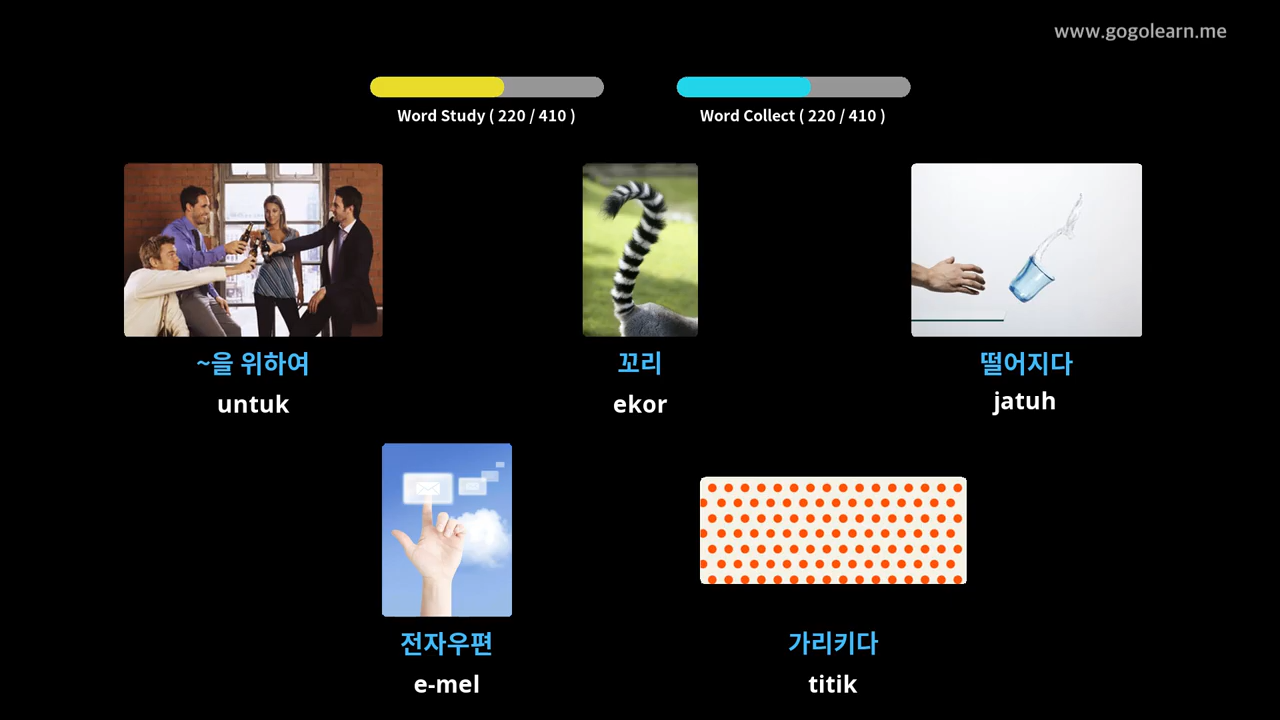 www.gogolearn.me
Word Study ( 220 / 410 )
Word Collect ( 220 / 410 )
~을 위하여
untuk
꼬리
ekor
떨어지다
jatuh
전자우편
e-mel
가리키다
titik